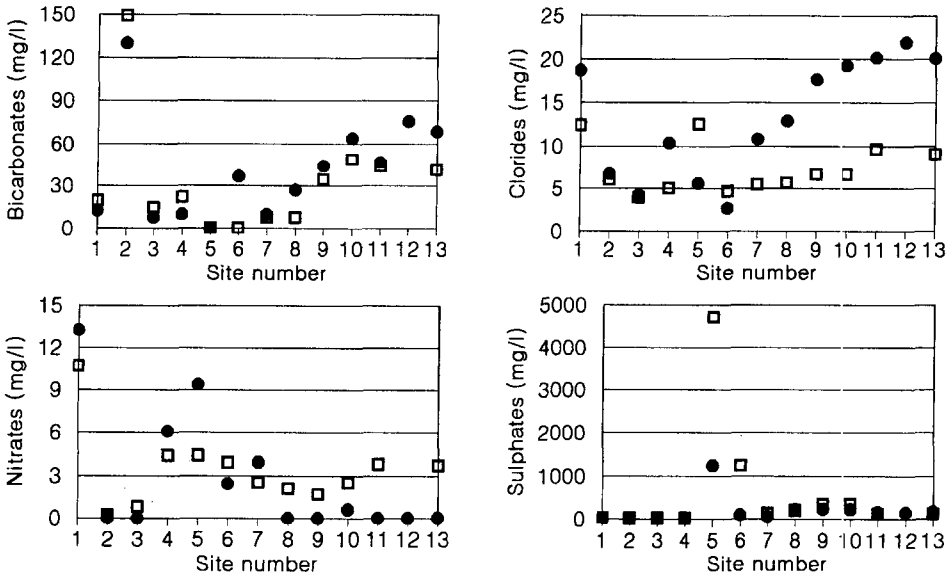 Bicarbonates (mg/l)
150
120
90
60
30
0
1 2 3 4 5 6 7 8 9 10 11 12 13
Site number
Clorides (mg/l)
25
20
15
10
5
0
1 2 3 4 5 6 7 8 9 10 11 12 13
Site number
Nitrates (mg/l)
15
12
9
6
3
0
1 2 3 4 5 6 7 8 9 10 11 12 13
Site number
Sulphates (mg/l)
5000
4000
3000
2000
1000
0
1 2 3 4 5 6 7 8 9 10 11 12 13
Site number